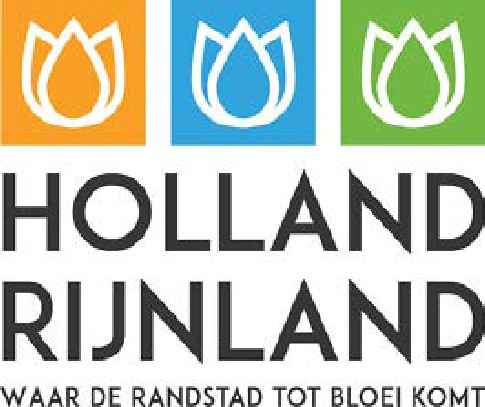 HOLLAND
RIJNLAND
WAAR DE RANDSTAD TOT BLOEI KOMT